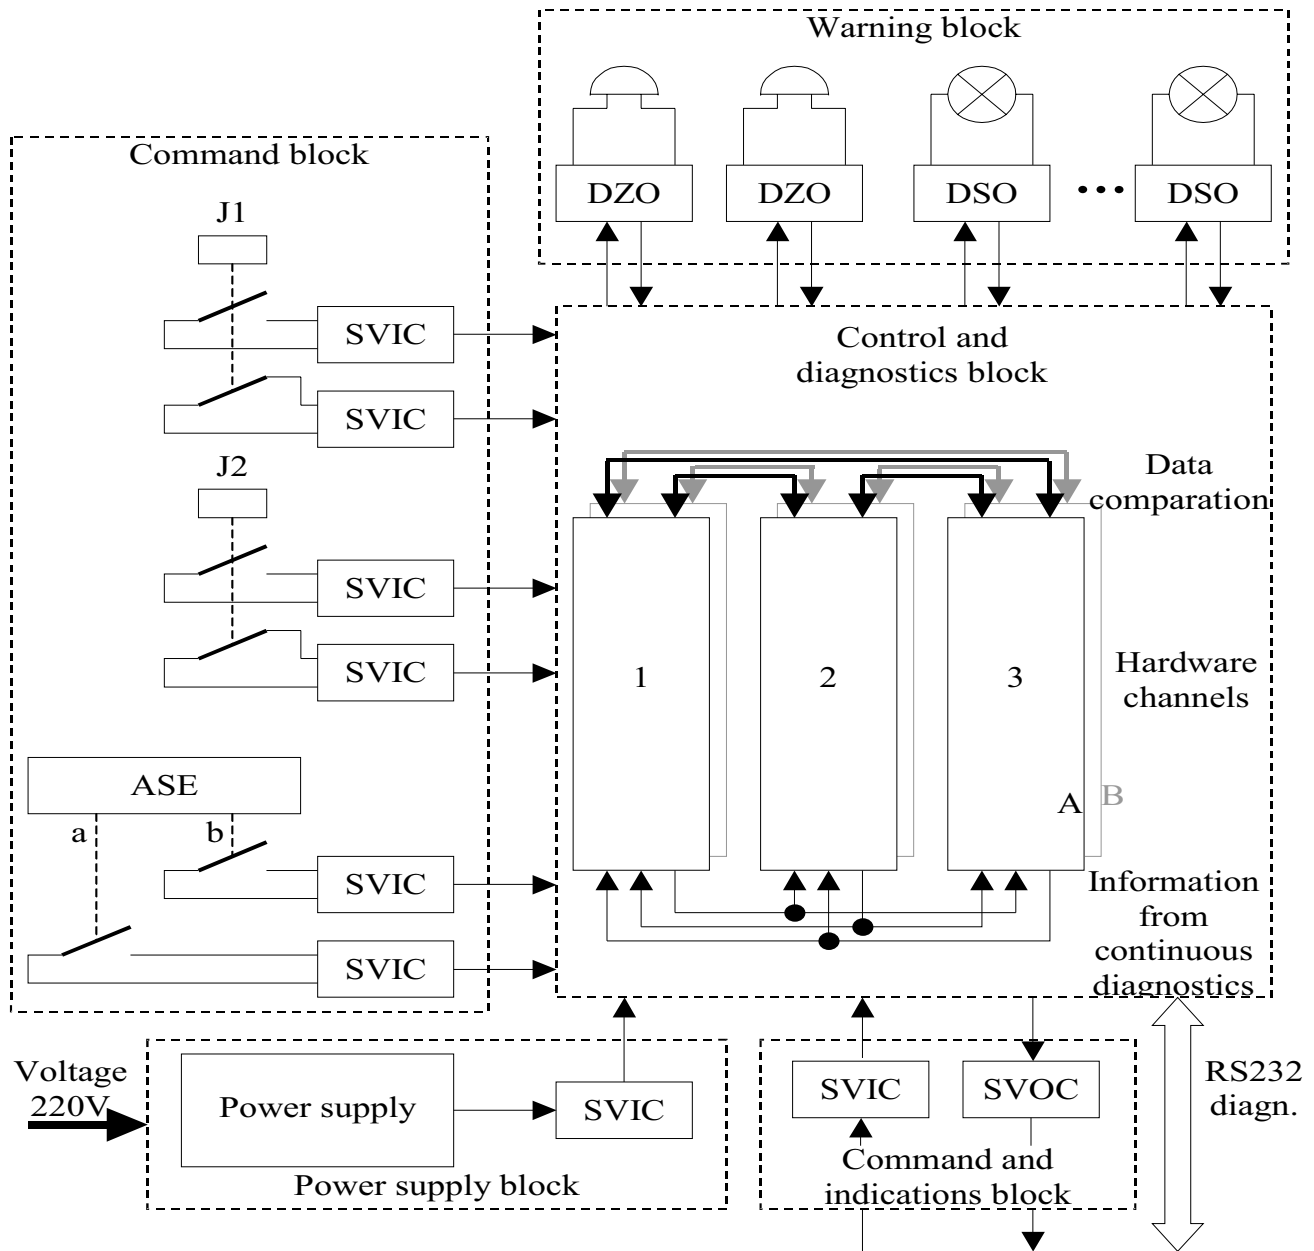 Warning block
DZO
DZO
DSO
DSO
Command block
J1
SVIC
SVIC
J2
SVIC
SVIC
ASE
a
b
SVIC
SVIC
Control and
diagnostics block
Data
comparation
1
2
3
Hardware
channels
A
B
Information
from
continuous
diagnostics
Voltage
220V
Power supply
SVIC
Power supply block
SVIC
SVOC
Command and
indications block
RS232
diagn.